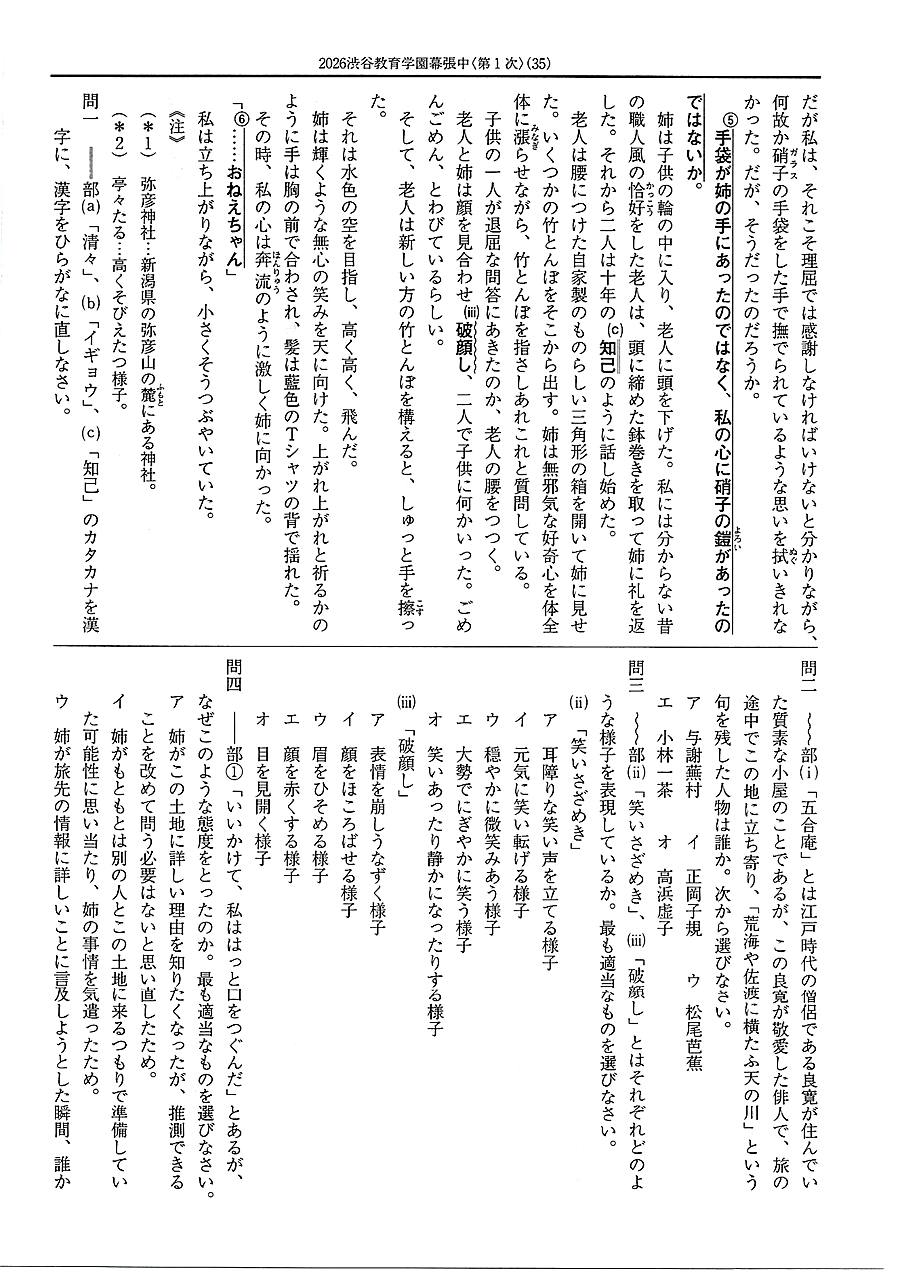 2026渋谷教育学園幕張中〈第1次〉(35)
だが私は、それこそ理屈では感謝しなければいけないと分かりながら、
何故か硝子の手袋をした手で撫でられているような思いを拭いきれな
かった。だが、そうだったのだろうか。
⑤手袋が姉の手にあったのではなく、私の心に硝子の鎧があったの
ではないか。
姉は子供の輪の中に入り、老人に頭を下げた。私には分からない昔
の職人風の恰好をした老人は、頭に締めた鉢巻きを取って姉に礼を返
した。それから二人は十年の(c)知己のように話し始めた。
老人は腰につけた自家製のものらしい三角形の箱を開いて姉に見せ
た。いくつかの竹とんぼをそこから出す。姉は無邪気な好奇心を体全
体に漲らせながら、竹とんぼを指さしあれこれと質問している。
子供の一人が退屈な問答にあきたのか、老人の腰をつつく。
老人と姉は顔を見合わせ(iii)破顔し、二人で子供に何かいった。ごめ
んごめん、とわびているらしい。
そして、老人は新しい方の竹とんぼを構えると、しゅっと手を擦っ
た。
それは水色の空を目指し、高く高く、飛んだ。
姉は輝くような無心の笑みを天に向けた。上がれ上がれと祈るかの
ように手は胸の前で合わされ、髪は藍色のTシャツの背で揺れた。
その時、私の心は奔流のように激しく姉に向かった。
「⑥……おねえちゃん」
私は立ち上がりながら、小さくそうつぶやいていた。
《注》
(＊1) 弥彦神社…新潟県の弥彦山の麓にある神社。
(＊2) 亭々たる…高くそびえたつ様子。
問一 ━━部(a)「清々」、(b)「イギョウ」、(c)「知己」のカタカナを漢
字に、漢字をひらがなに直しなさい。
問二 〜〜部(i)「五合庵」とは江戸時代の僧侶である良寛が住んでい
た質素な小屋のことであるが、この良寛が敬愛した俳人で、旅の
途中でこの地に立ち寄り、「荒海や佐渡に横たふ天の川」という
句を残した人物は誰か。次から選びなさい。
ア 与謝蕪村 イ 正岡子規 ウ 松尾芭蕉
エ 小林一茶 オ 高浜虚子
問三 〜〜部(ii)「笑いさざめき」、(iii)「破顔し」とはそれぞれどのよ
うな様子を表現しているか。最も適当なものを選びなさい。
(ii)「笑いさざめき」
ア 耳障りな笑い声を立てる様子
イ 元気に笑い転げる様子
ウ 穏やかに微笑みあう様子
エ 大勢でにぎやかに笑う様子
オ 笑いあったり静かになったりする様子
(iii)「破顔し」
ア 表情を崩しうなずく様子
イ 顔をほころばせる様子
ウ 眉をひそめる様子
エ 顔を赤くする様子
オ 目を見開く様子
問四 ――部①「いいかけて、私ははっと口をつぐんだ」とあるが、
なぜこのような態度をとったのか。最も適当なものを選びなさい。
ア 姉がこの土地に詳しい理由を知りたくなったが、推測できる
ことを改めて問う必要はないと思い直したため。
イ 姉がもともとは別の人とこの土地に来るつもりで準備してい
た可能性に思い当たり、姉の事情を気遣ったため。
ウ 姉が旅先の情報に詳しいことに言及しようとした瞬間、誰か